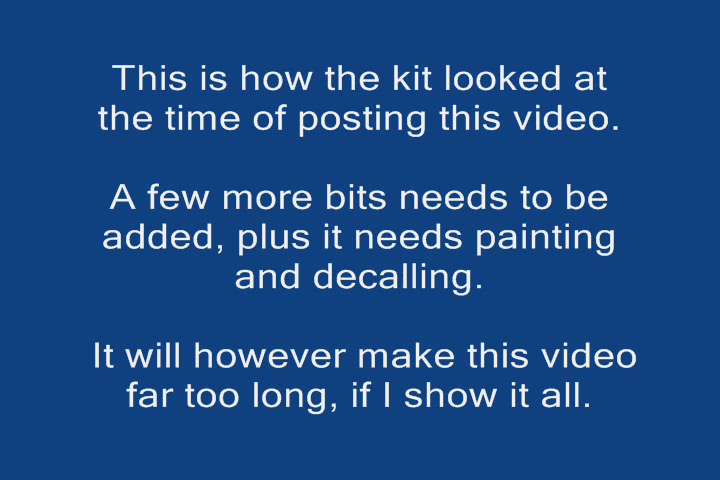 This is how the kit looked at
the time of posting this video.
A few more bits needs to be
added, plus it needs painting
and decalling.
It will however make this video
far too long, if I show it all.